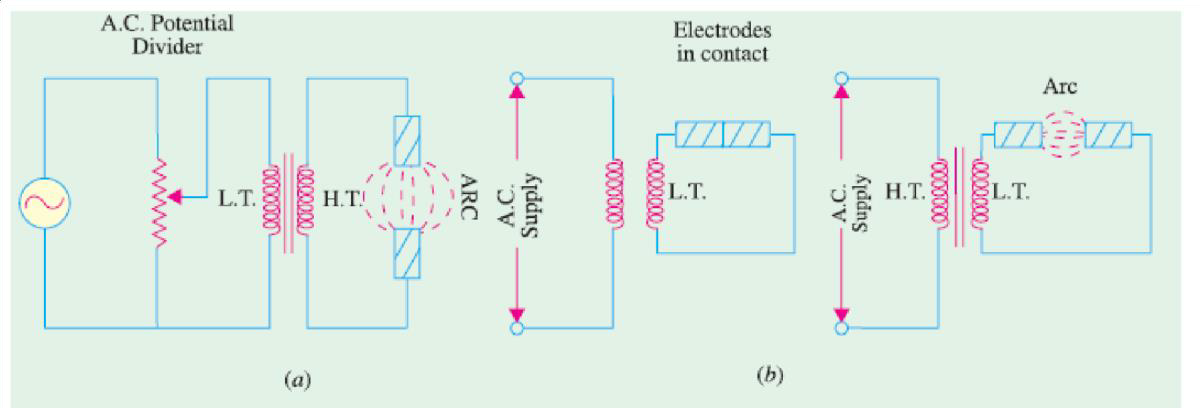 A.C. Potential
Divider
L.T.
H.T.
ARC
(a)
Electrodes
in contact
A.C.
Supply
L.T.
A.C.
Supply
H.T.
L.T.
Arc
(b)